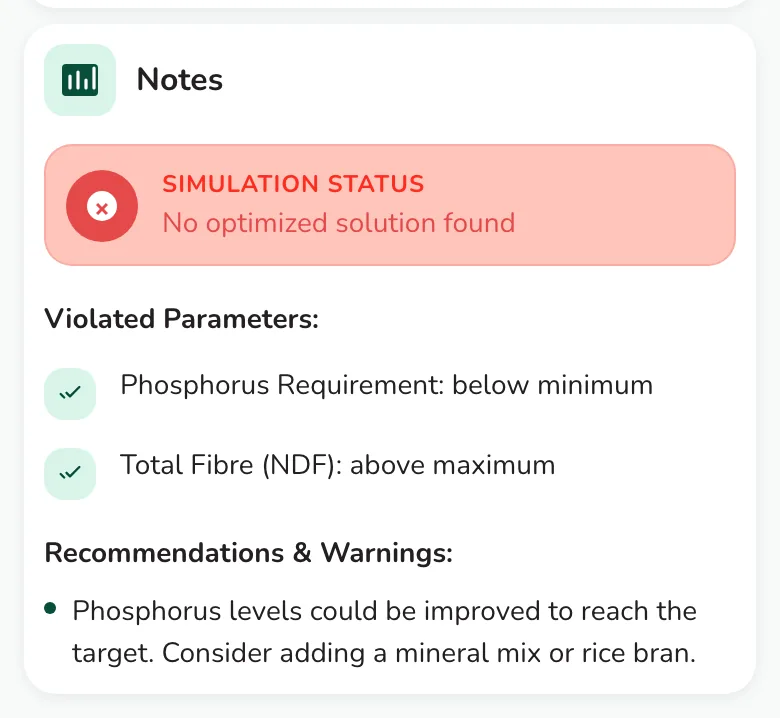 Notes
SIMULATION STATUS
No optimized solution found
Violated Parameters:
Phosphorus Requirement: below minimum
Total Fibre (NDF): above maximum
Recommendations & Warnings:
Phosphorus levels could be improved to reach the
target. Consider adding a mineral mix or rice bran.